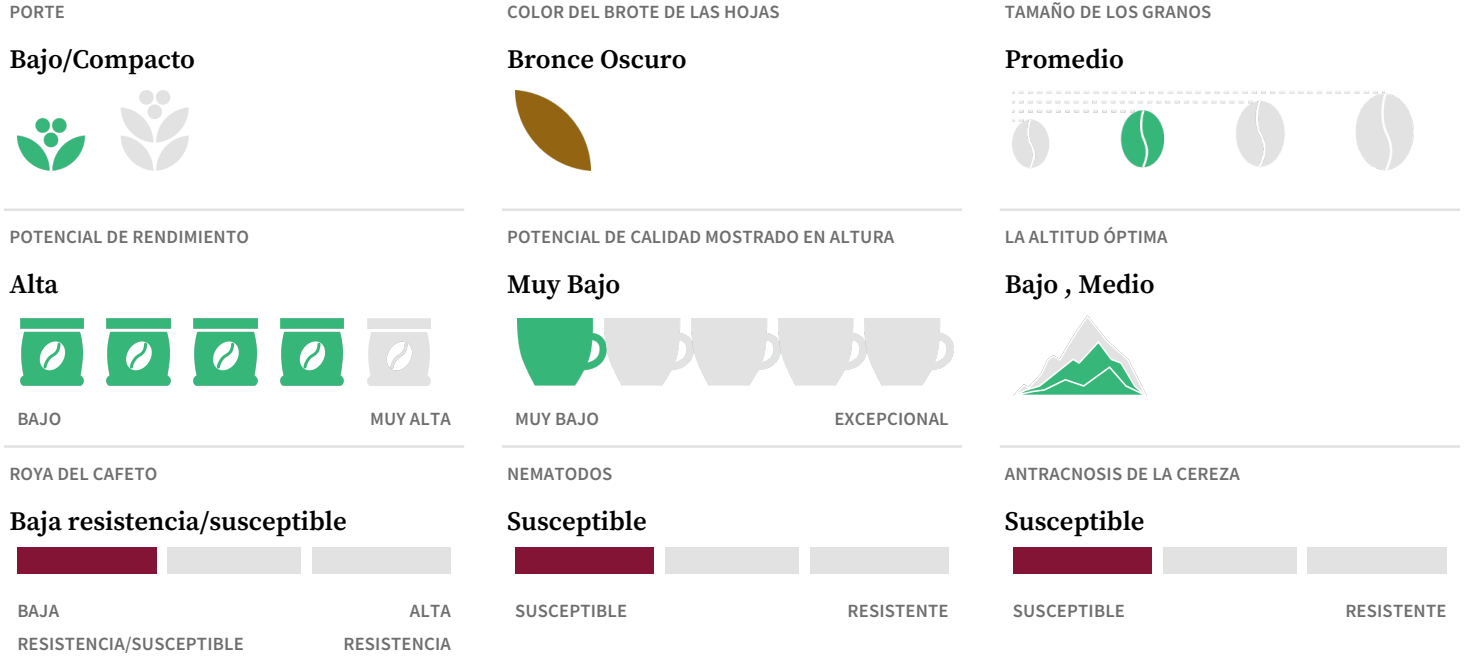 PORTE
Bajo/Compacto
COLOR DEL BROTE DE LAS HOJAS
Bronce Oscuro
TAMAÑO DE LOS GRANOS
Promedio
POTENCIAL DE RENDIMIENTO
Alta
BAJO
MUY ALTA
POTENCIAL DE CALIDAD MOSTRADO EN ALTURA
Muy Bajo
MUY BAJO
EXCEPCIONAL
LA ALTITUD ÓPTIMA
Bajo , Medio
ROYA DEL CAFETO
Baja resistencia/susceptible
BAJA
RESISTENCIA/SUSCEPTIBLE
ALTA
RESISTENCIA
NEMATODOS
Susceptible
SUSCEPTIBLE
RESISTENTE
ANTRACNOSIS DE LA CEREZA
Susceptible
SUSCEPTIBLE
RESISTENTE